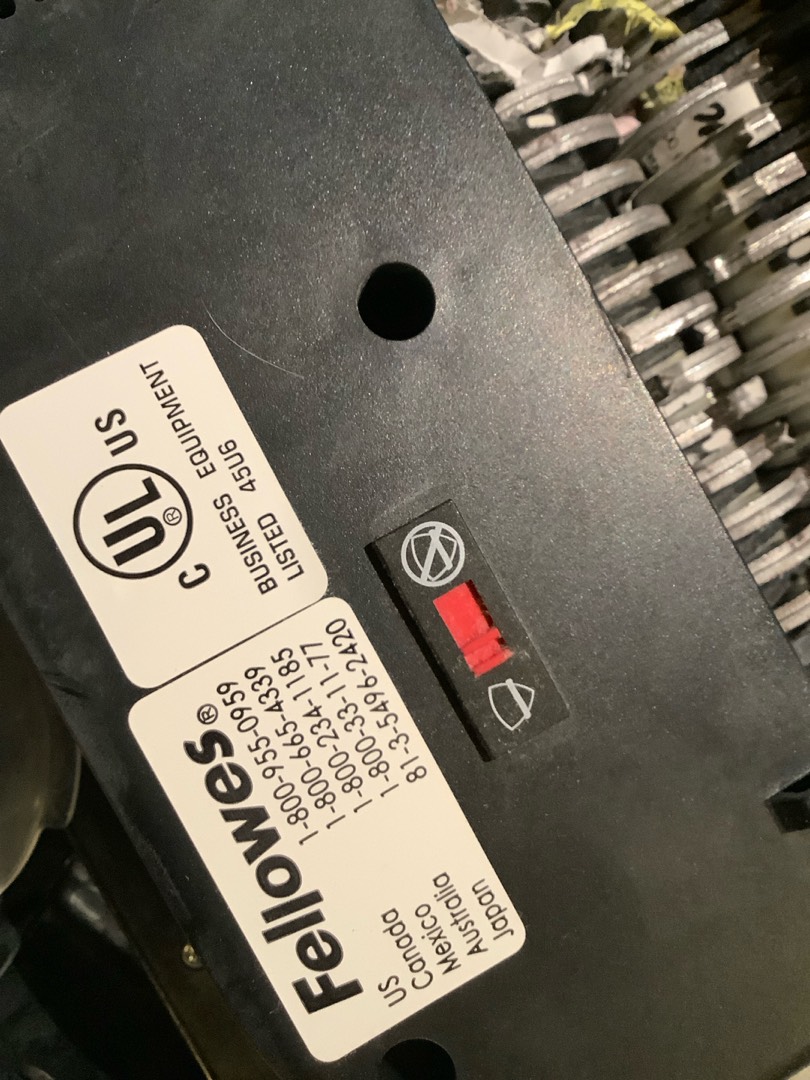 C UL® US
BUSINESS EQUIPMENT
LISTED 45U6
Fellowes®
US 1-800-955-0959
Canada 1-800-665-4339
Mexico 1-800-234-1185
Australia 1-800-33-11-77
Japan 81-3-5496-2420